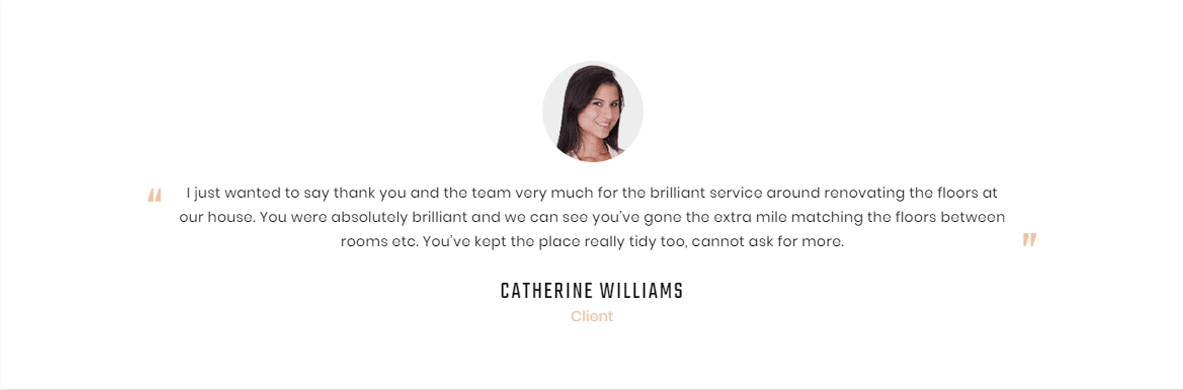 “ I just wanted to say thank you and the team very much for the brilliant service around renovating the floors at
our house. You were absolutely brilliant and we can see you’ve gone the extra mile matching the floors between
rooms etc. You’ve kept the place really tidy too, cannot ask for more. ”
CATHERINE WILLIAMS
Client